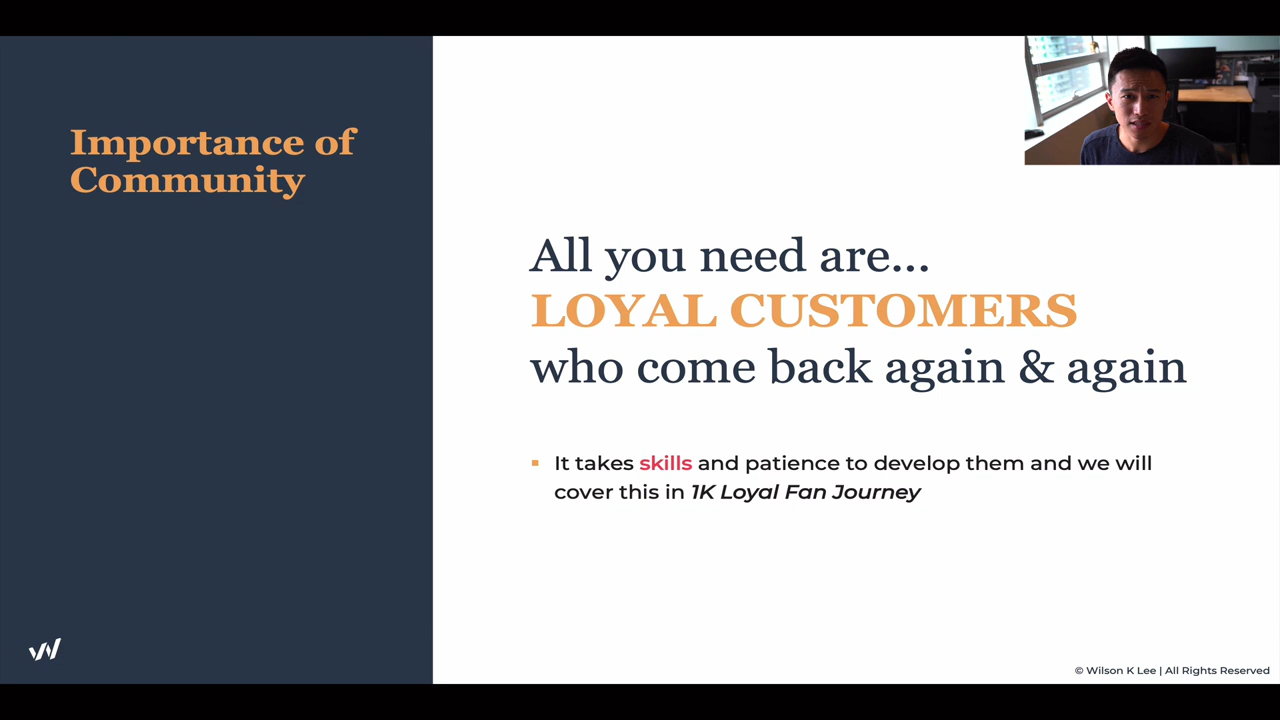 Importance of
Community
All you need are...
LOYAL CUSTOMERS
who come back again & again
▪ It takes skills and patience to develop them and we will
cover this in 1K Loyal Fan Journey
© Wilson K Lee | All Rights Reserved